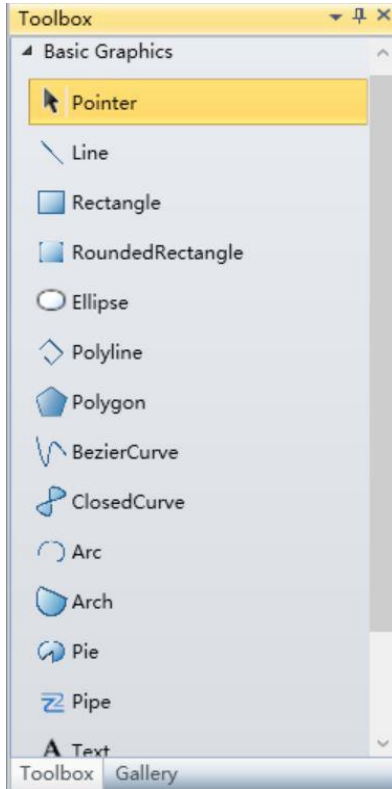 Toolbox
Basic Graphics
Pointer
Line
Rectangle
RoundedRectangle
Ellipse
Polyline
Polygon
BezierCurve
ClosedCurve
Arc
Arch
Pie
Pipe
A Text
Toolbox Gallery